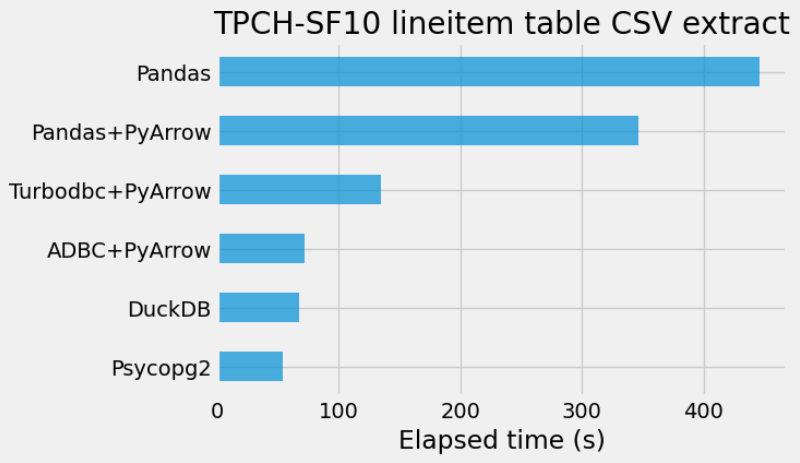 TPCH-SF10 lineitem table CSV extract
Pandas
Pandas+PyArrow
Turbodbc+PyArrow
ADBC+PyArrow
DuckDB
Psycopg2
0 100 200 300 400
Elapsed time (s)